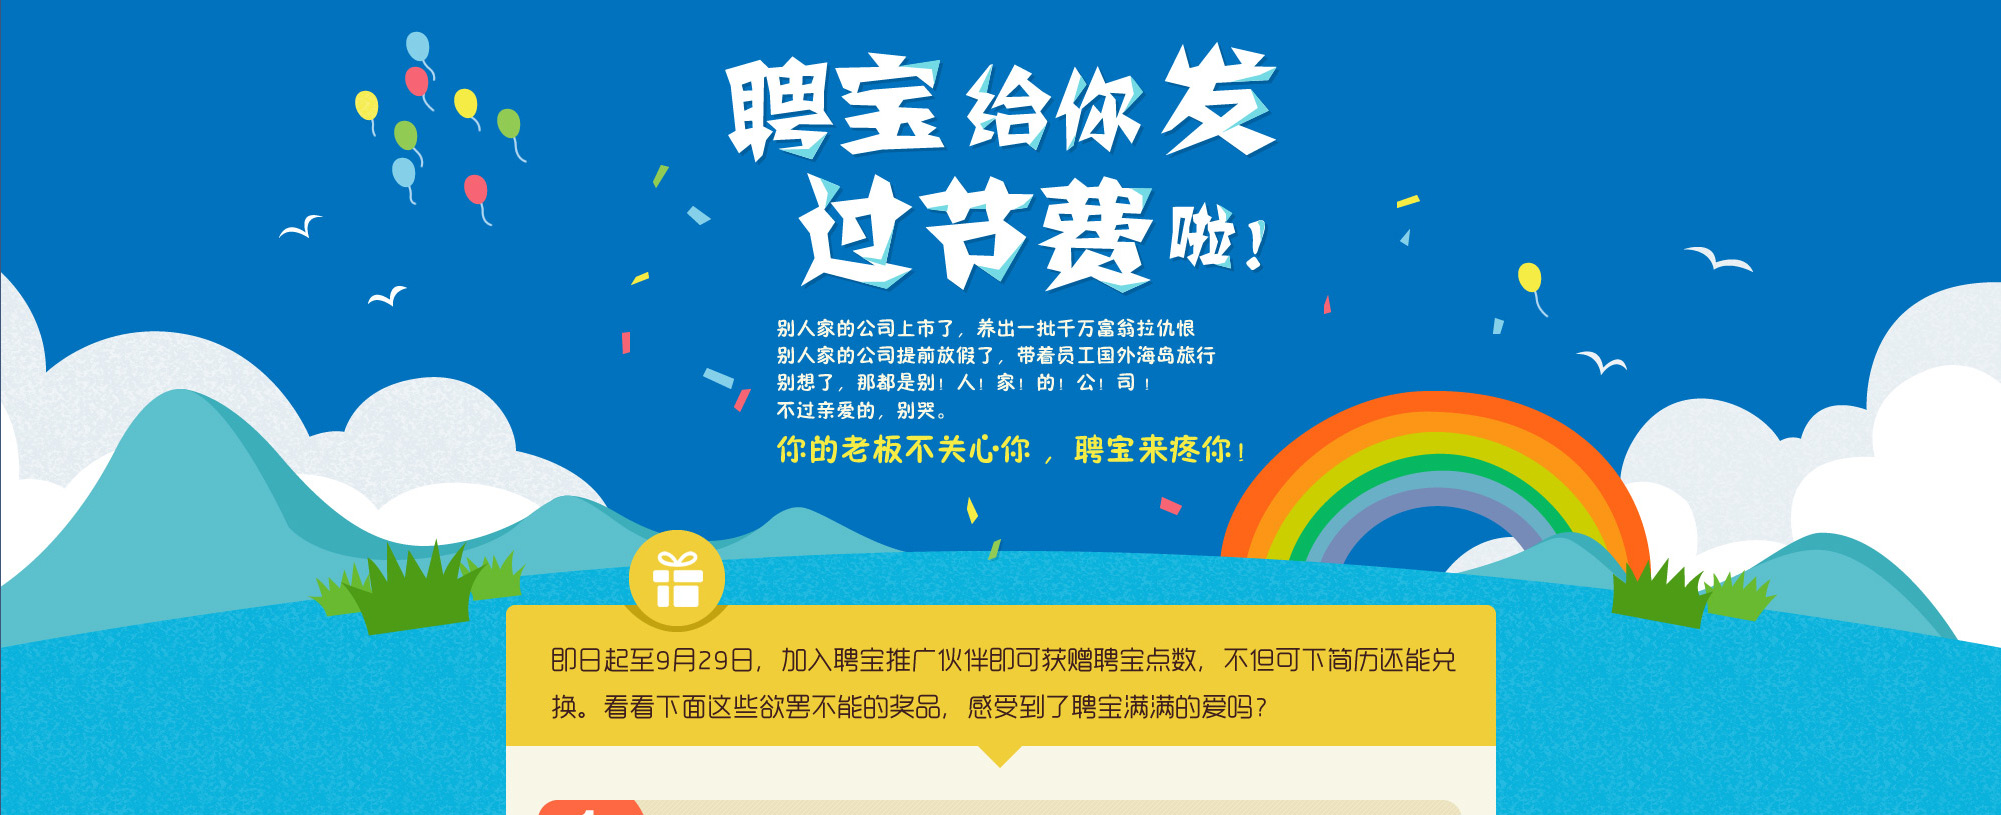 聘宝给你发
过节费啦!
别人家的公司上市了，养出一批千万富翁拉仇恨
别人家的公司提前放假了，带着员工国外海岛旅行
别想了，那都是别！人！家！的！公！司！
不过亲爱的，别哭。
你的老板不关心你，聘宝来疼你!
即日起至9月29日，加入聘宝推广伙伴即可获赠聘宝点数，不但可下简历还能兑
换。看看下面这些欲罢不能的奖品，感受到了聘宝满满的爱吗？